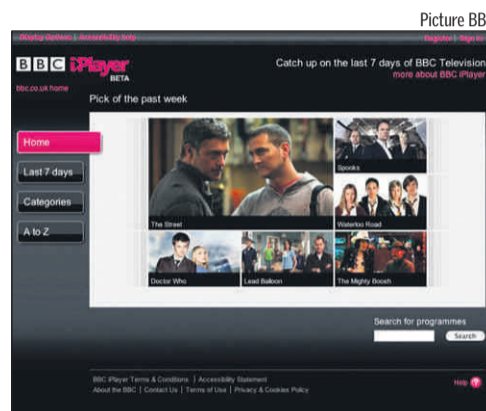 Picture BB
Display Options | Accessibility help
Register | Sign in
BBC iPlayer
BETA
Catch up on the last 7 days of BBC Television
more about BBC iPlayer
bbc.co.uk home
Pick of the past week
Home
Last 7 days
Categories
A to Z
The Street
Spooks
Waterloo Road
Doctor Who
Lead Balloon
The Mighty Boosh
Search for programmes
Search
BBC iPlayer Terms & Conditions | Accessibility Statement
About the BBC | Contact Us | Terms of Use | Privacy & Cookies Policy
Help ?